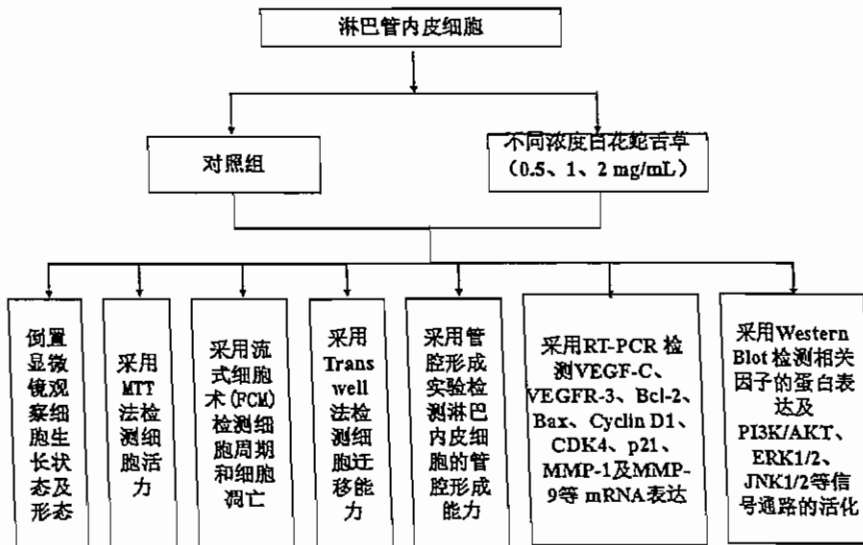 淋巴管内皮细胞
对照组
不同浓度白花蛇舌草
（0.5、1、2 mg/mL）
倒置
显微
镜观
察细
胞生
长状
态及
形态
采用
MTT
法检
测细
胞活
力
采用流
式细胞
术(FCM)
检测细
胞周期
和细胞
凋亡
采用
Trans
well
法检
测细
胞迁
移能
力
采用管
腔形成
实验检
测淋巴
内皮细
胞的管
腔形成
能力
采用RT-PCR 检
测VEGF-C、
VEGFR-3、Bcl-2、
Bax、Cyclin D1、
CDK4、p21、
MMP-1及MMP-
9等 mRNA表达
采用Western
Blot 检测相关
因子的蛋白表
达及
PI3K/AKT、
ERK1/2、
JNK1/2等信
号通路的活化